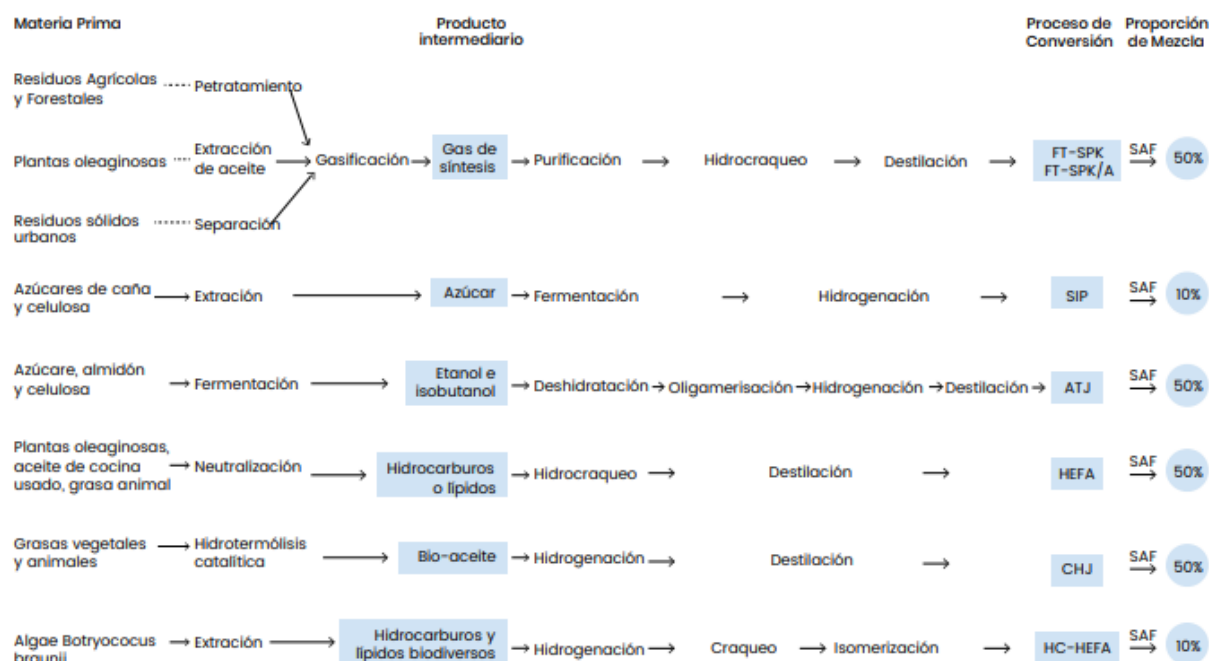 Materia Prima
Producto
intermediario
Proceso de
Conversión
Proporción
de Mezcla
Residuos Agrícolas
y Forestales
Petratamiento
Plantas oleaginosas
Extracción
de aceite
Residuos sólidos
urbanos
Separación
Gasificación
Gas de
síntesis
Purificación
Hidrocraqueo
Destilación
FT-SPK
FT-SPK/A
SAF
50%
Azúcares de caña
y celulosa
Extración
Azúcar
Fermentación
Hidrogenación
SIP
SAF
10%
Azúcare, almidón
y celulosa
Fermentación
Etanol e
isobutanol
Deshidratación
Oligamerisación
Hidrogenación
Destilación
ATJ
SAF
50%
Plantas oleaginosas,
aceite de cocina
usado, grasa animal
Neutralización
Hidrocarburos
o lípidos
Hidrocraqueo
Destilación
HEFA
SAF
50%
Grasas vegetales
y animales
Hidrotermólisis
catalítica
Bio-aceite
Hidrogenación
Destilación
CHJ
SAF
50%
Algae Botryococus
braunii
Extración
Hidrocarburos y
lípidos biodiversos
Hidrogenación
Craqueo
Isomerización
HC-HEFA
SAF
10%